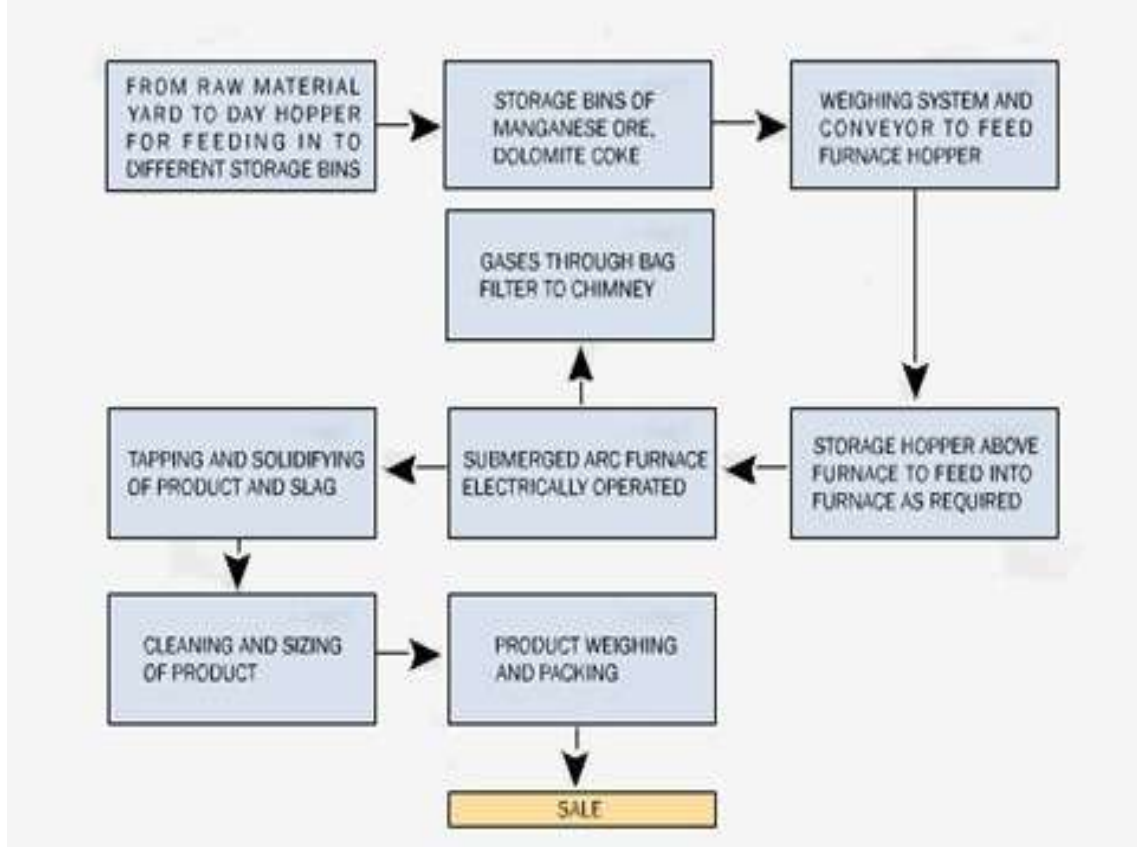 FROM RAW MATERIAL
YARD TO DAY HOPPER
FOR FEEDING IN TO
DIFFERENT STORAGE BINS
STORAGE BINS OF
MANGANESE ORE,
DOLOMITE COKE
WEIGHING SYSTEM AND
CONVEYOR TO FEED
FURNACE HOPPER
GASES THROUGH BAG
FILTER TO CHIMNEY
STORAGE HOPPER ABOVE
FURNACE TO FEED INTO
FURNACE AS REQUIRED
SUBMERGED ARC FURNACE
ELECTRICALLY OPERATED
TAPPING AND SOLIDIFYING
OF PRODUCT AND SLAG
CLEANING AND SIZING
OF PRODUCT
PRODUCT WEIGHING
AND PACKING
SALE